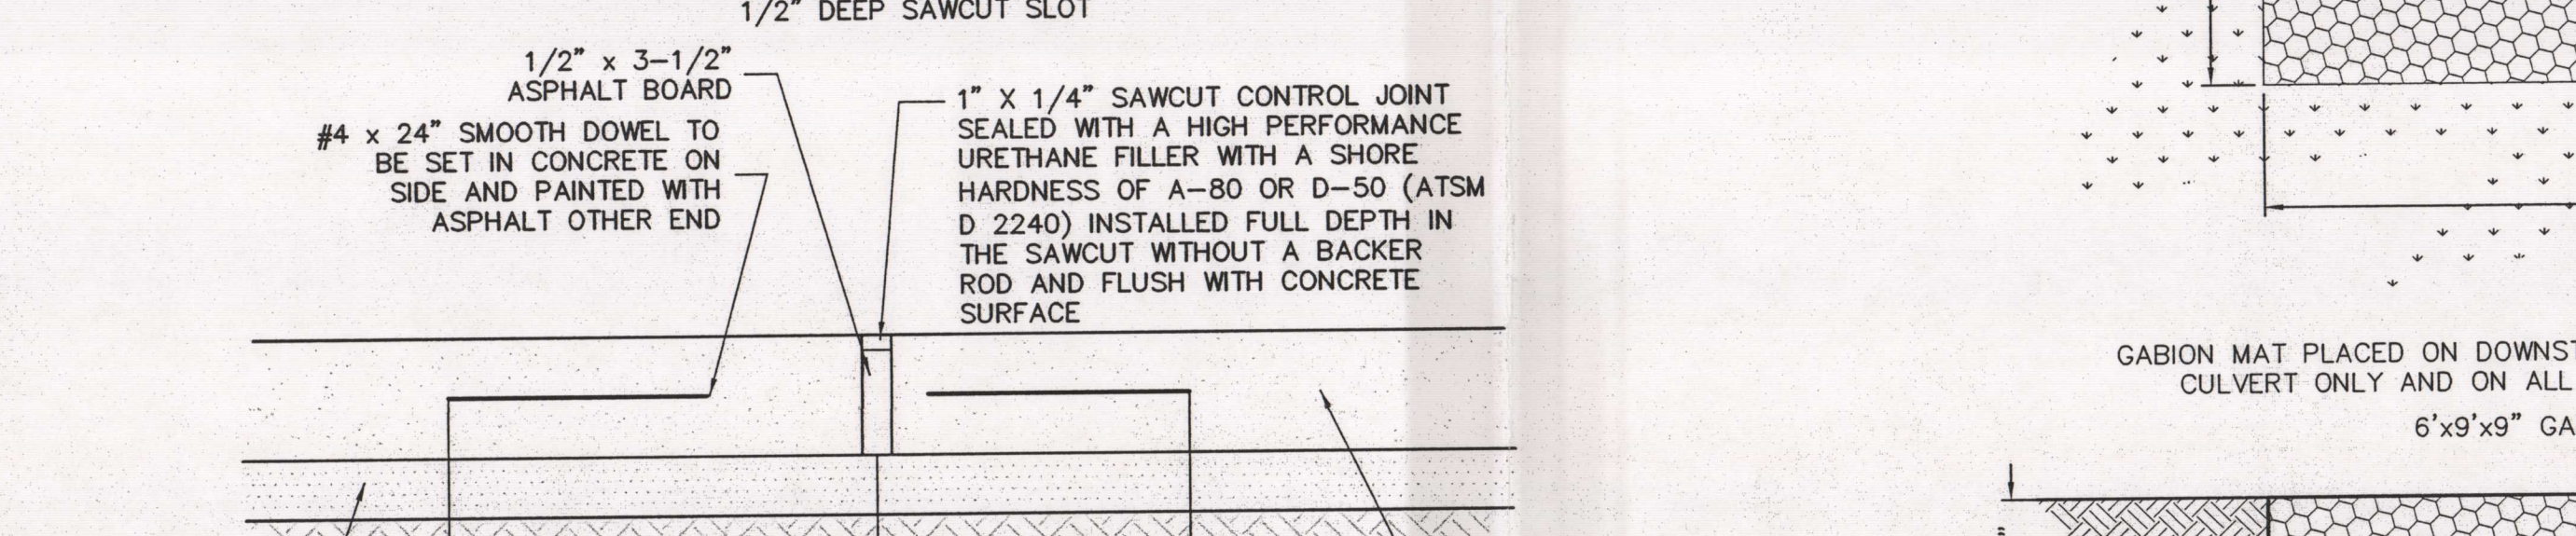 1/2" DEEP SAWCUT SLOT
1/2" x 3-1/2"
ASPHALT BOARD
#4 x 24" SMOOTH DOWEL TO
BE SET IN CONCRETE ON
SIDE AND PAINTED WITH
ASPHALT OTHER END
1" X 1/4" SAWCUT CONTROL JOINT
SEALED WITH A HIGH PERFORMANCE
URETHANE FILLER WITH A SHORE
HARDNESS OF A-80 OR D-50 (ATSM
D 2240) INSTALLED FULL DEPTH IN
THE SAWCUT WITHOUT A BACKER
ROD AND FLUSH WITH CONCRETE
SURFACE
GABION MAT PLACED ON
CULVERT ONLY AND ON ALL
6'x9'x9"